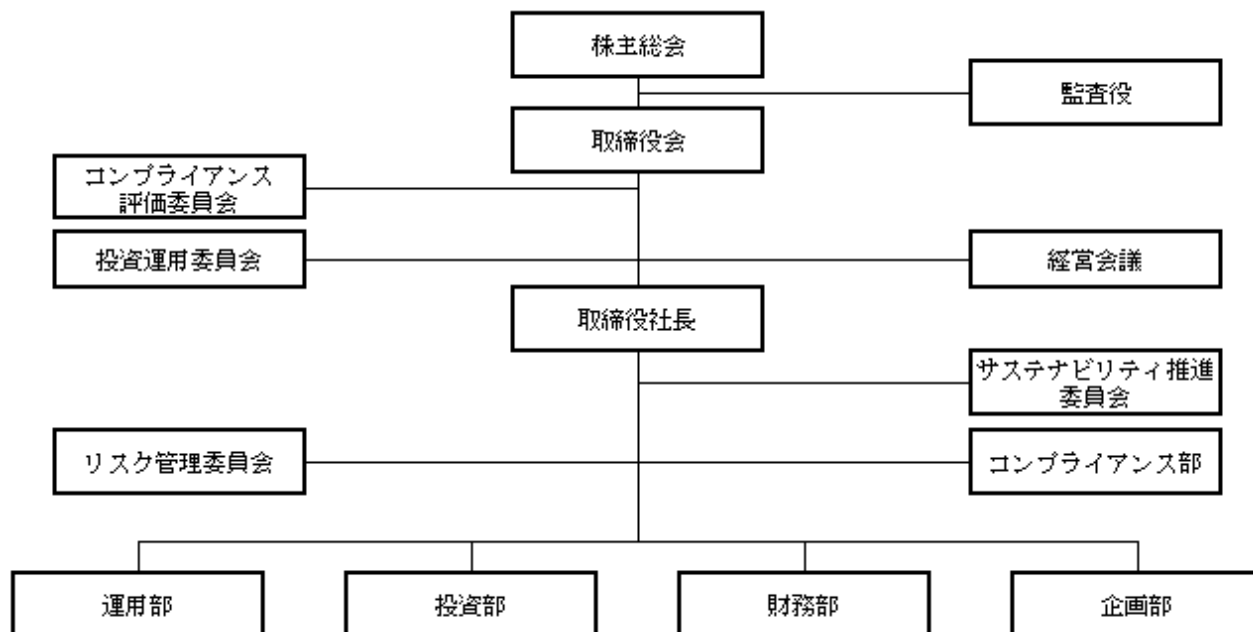 株主総会
監査役
取締役会
コンプライアンス
評価委員会
投資運用委員会
経営会議
取締役社長
サステナビリティ推進
委員会
リスク管理委員会
コンプライアンス部
運用部
投資部
財務部
企画部